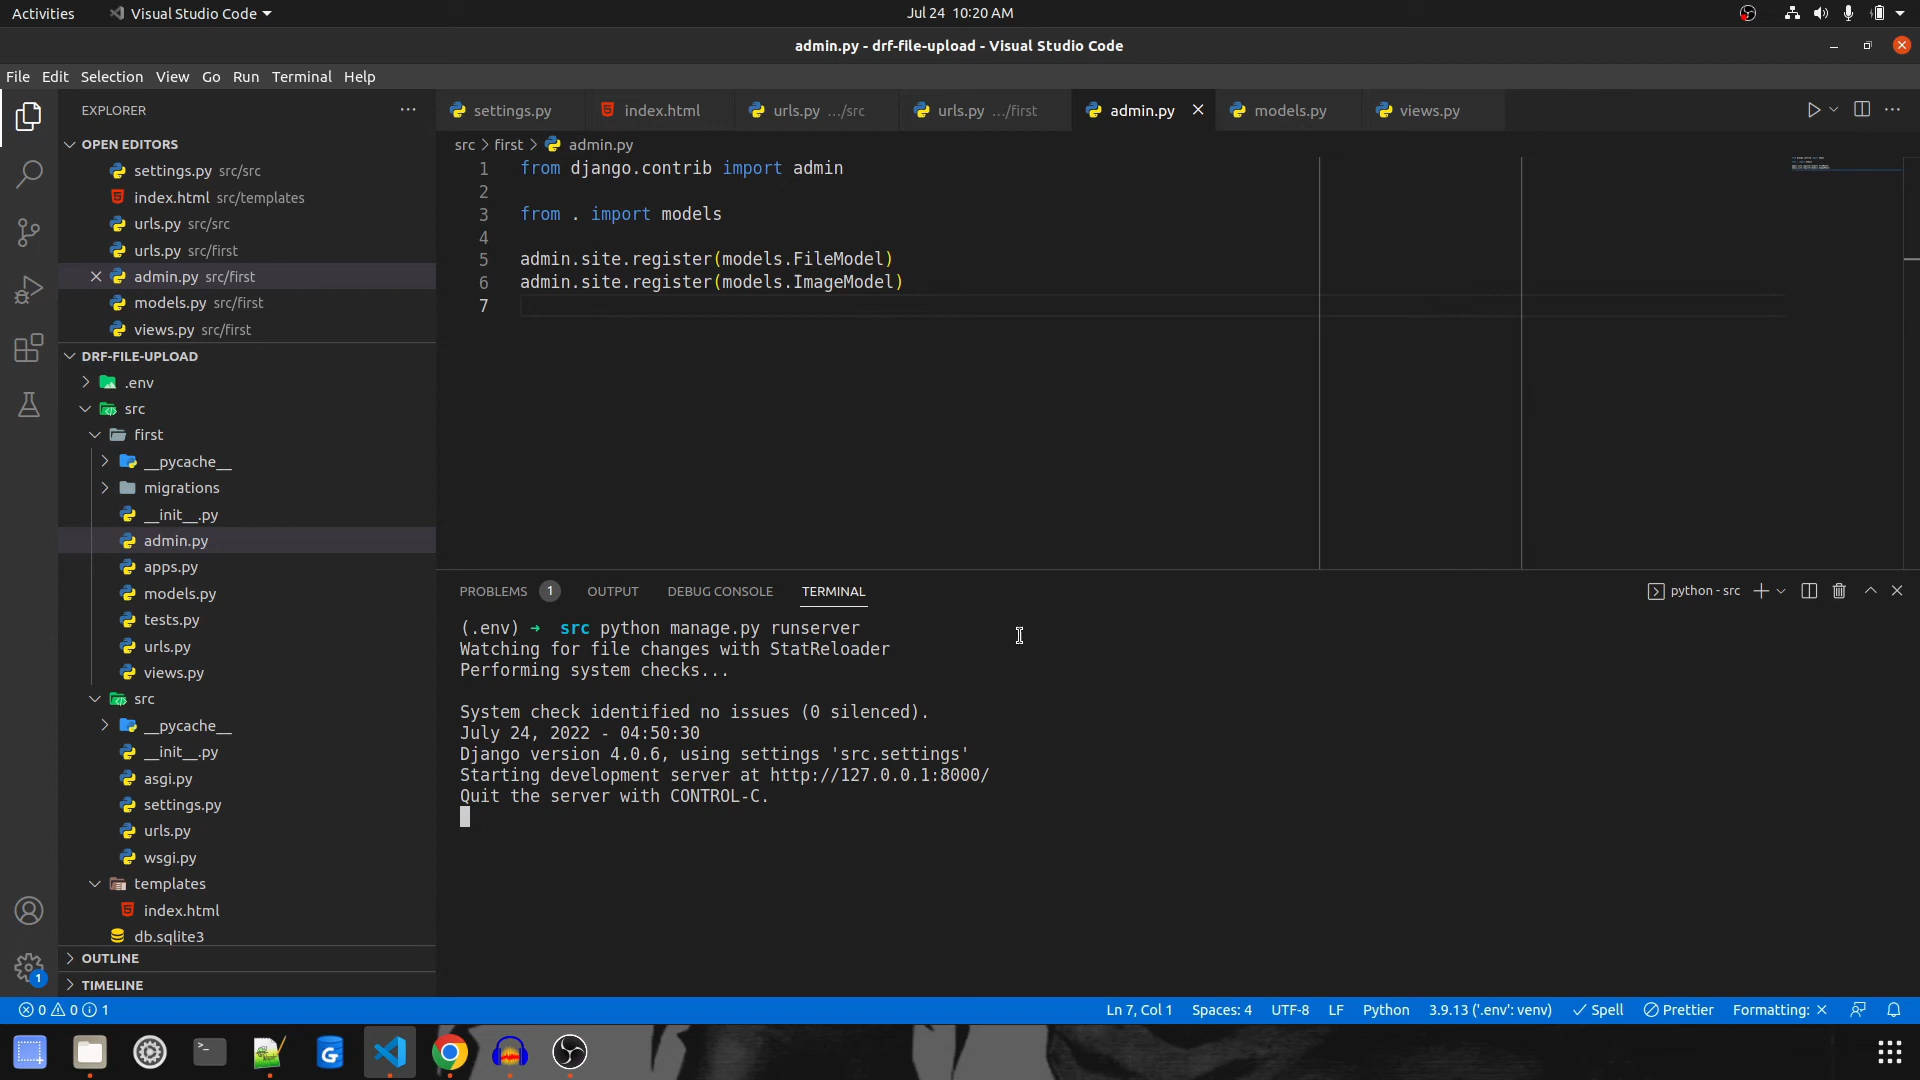 Activities
Visual Studio Code
Jul 24 10:20 AM
admin.py - drf-file-upload - Visual Studio Code
File Edit Selection View Go Run Terminal Help
EXPLORER
OPEN EDITORS
settings.py src/src
index.html src/templates
urls.py src/src
urls.py src/first
admin.py src/first
models.py src/first
views.py src/first
DRF-FILE-UPLOAD
.env
src
first
__pycache__
migrations
__init__.py
admin.py
apps.py
models.py
tests.py
urls.py
views.py
src
__pycache__
__init__.py
asgi.py
settings.py
urls.py
wsgi.py
templates
index.html
db.sqlite3
OUTLINE
TIMELINE
1
settings.py index.html urls.py .../src urls.py .../first admin.py models.py views.py
src > first > admin.py
1 from django.contrib import admin
2
3 from . import models
4
5 admin.site.register(models.FileModel)
6 admin.site.register(models.ImageModel)
7
PROBLEMS 1 OUTPUT DEBUG CONSOLE TERMINAL
python - src
(.env) ➜ src python manage.py runserver
Watching for file changes with StatReloader
Performing system checks...
System check identified no issues (0 silenced).
July 24, 2022 - 04:50:30
Django version 4.0.6, using settings 'src.settings'
Starting development server at http://127.0.0.1:8000/
Quit the server with CONTROL-C.
0 0 1
Ln 7, Col 1 Spaces: 4 UTF-8 LF Python 3.9.13 ('.env': venv) Spell Prettier Formatting: ×